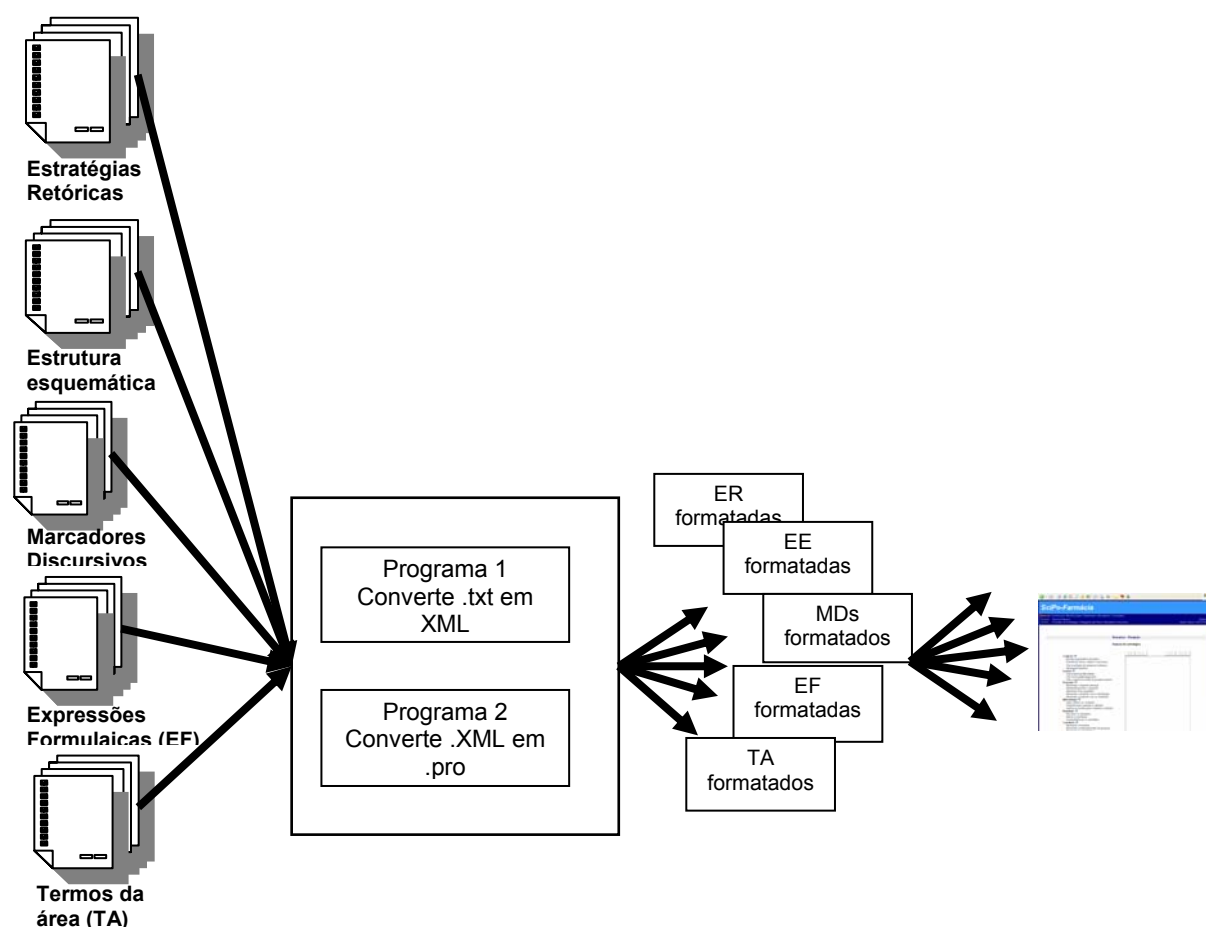 Estratégias
Retóricas
Estrutura
esquemática
Marcadores
Discursivos
Expressões
Formulaicas (EF)
Termos da
área (TA)
Programa 1
Converte .txt em
XML
Programa 2
Converte .XML em
.pro
ER
formatadas
EE
formatadas
MDs
formatados
EF
formatadas
TA
formatados
SciPo-Farmácia